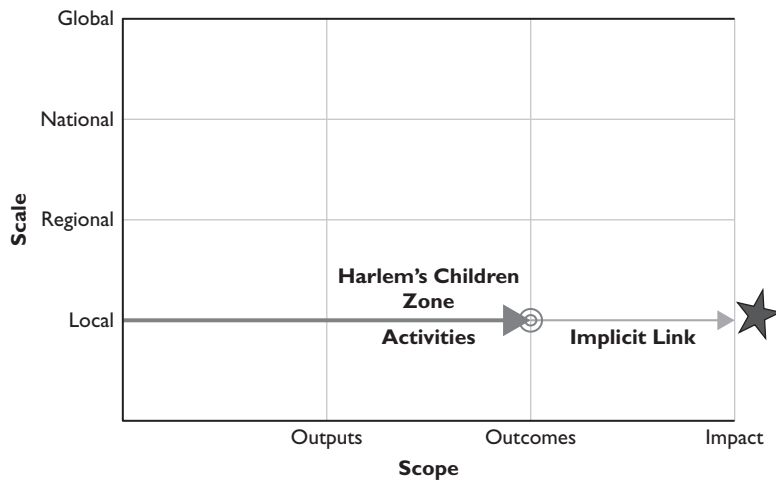 Global
National
Regional
Local
Scale
Harlem's Children
Zone
Activities
Implicit Link
Outputs
Outcomes
Impact
Scope